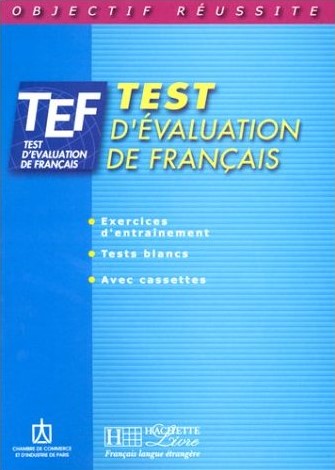 OBJECTIF RÉUSSITE
TEF
TEST
D'ÉVALUATION
DE FRANÇAIS
TEST
D'ÉVALUATION
DE FRANÇAIS
Exercices
d'entraînement
Tests blancs
Avec cassettes
CHAMBRE DE COMMERCE
ET D'INDUSTRIE DE PARIS
H HACHETTE
Livre
Français langue étrangère